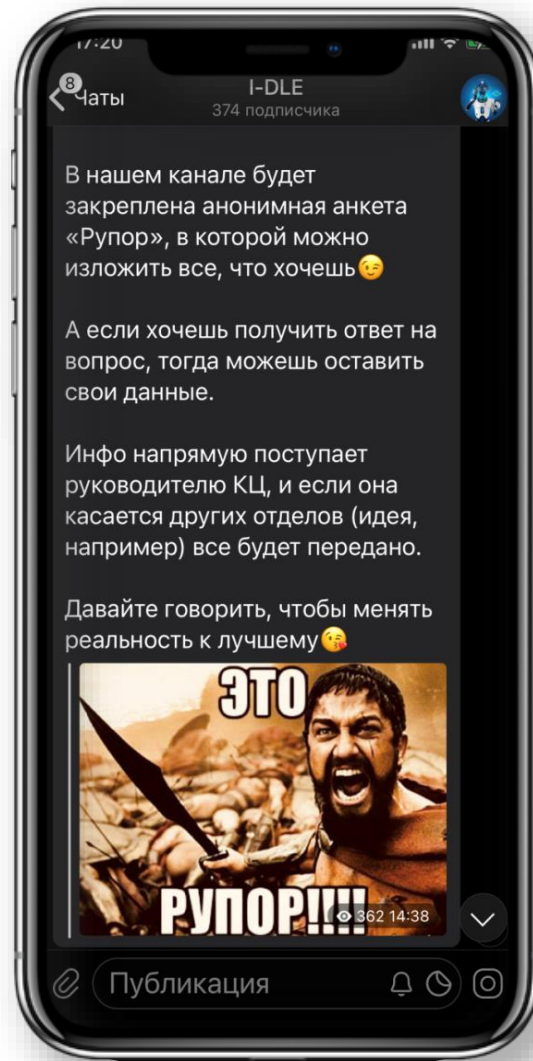 17:20
8
Чаты
I-DLE
374 подписчика
В нашем канале будет
закреплена анонимная анкета
«Рупор», в которой можно
изложить все, что хочешь😉
А если хочешь получить ответ на
вопрос, тогда можешь оставить
свои данные.
Инфо напрямую поступает
руководителю КЦ, и если она
касается других отделов (идея,
например) все будет передано.
Давайте говорить, чтобы менять
реальность к лучшему😘
ЭТО
РУПОР!!!!
362 14:38
Публикация